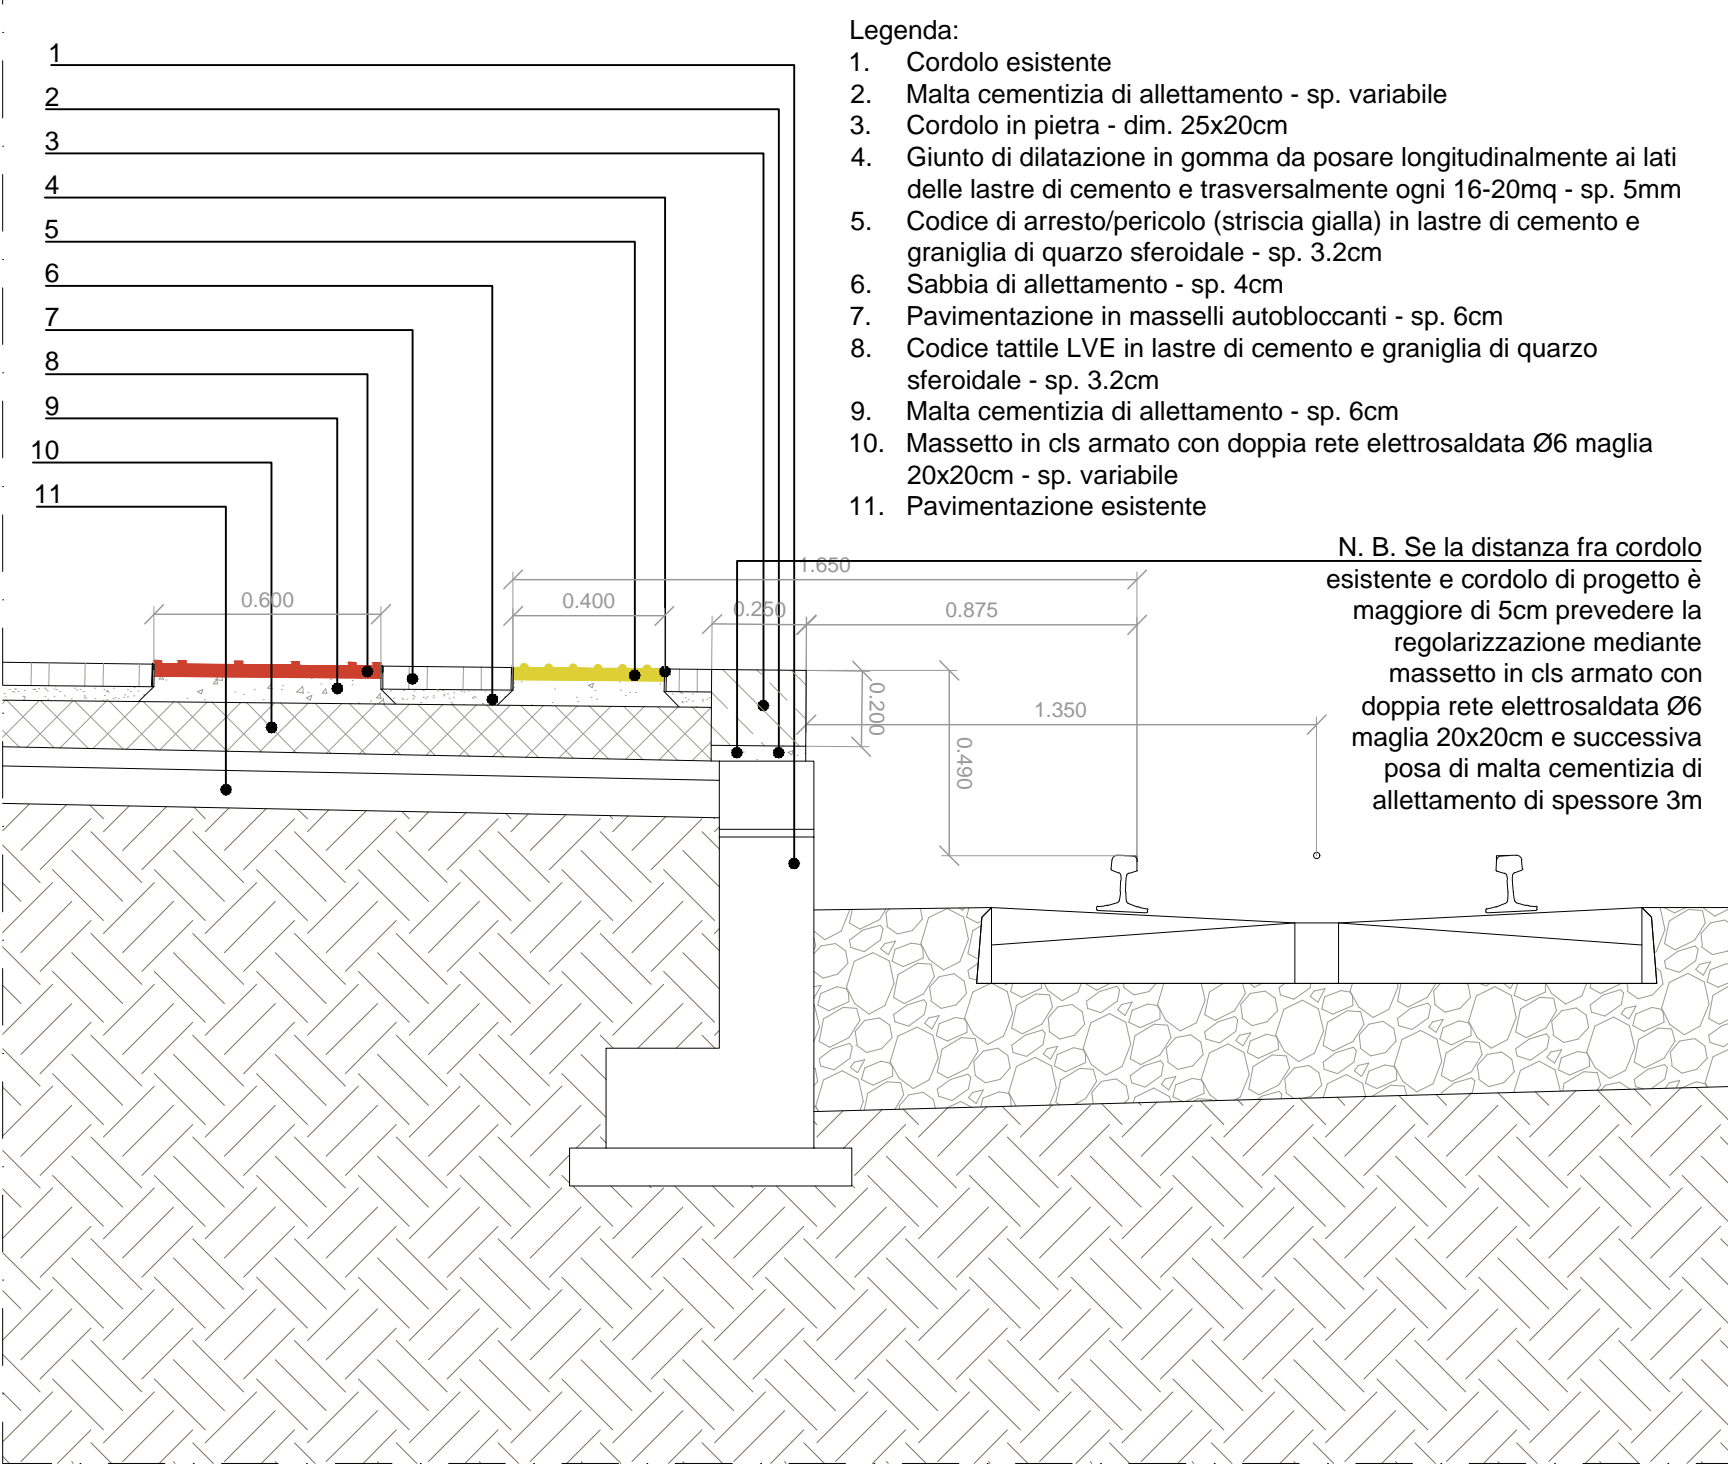 Legenda:
1. Cordolo esistente
2. Malta cementizia di allettamento - sp. variabile
3. Cordolo in pietra - dim. 25x20cm
4. Giunto di dilatazione in gomma da posare longitudinalmente ai lati
delle lastre di cemento e trasversalmente ogni 16-20mq - sp. 5mm
5. Codice di arresto/pericolo (striscia gialla) in lastre di cemento e
graniglia di quarzo sferoidale - sp. 3.2cm
6. Sabbia di allettamento - sp. 4cm
7. Pavimentazione in masselli autobloccanti - sp. 6cm
8. Codice tattile LVE in lastre di cemento e graniglia di quarzo
sferoidale - sp. 3.2cm
9. Malta cementizia di allettamento - sp. 6cm
10. Massetto in cls armato con doppia rete elettrosaldata Ø6 maglia
20x20cm - sp. variabile
11. Pavimentazione esistente
1
2
3
4
5
6
7
8
9
10
11
N. B. Se la distanza fra cordolo
esistente e cordolo di progetto è
maggiore di 5cm prevedere la
regolarizzazione mediante
massetto in cls armato con
doppia rete elettrosaldata Ø6
maglia 20x20cm e successiva
posa di malta cementizia di
allettamento di spessore 3m
1.650
0.600
0.400
0.250
0.875
0.200
1.350
0.490